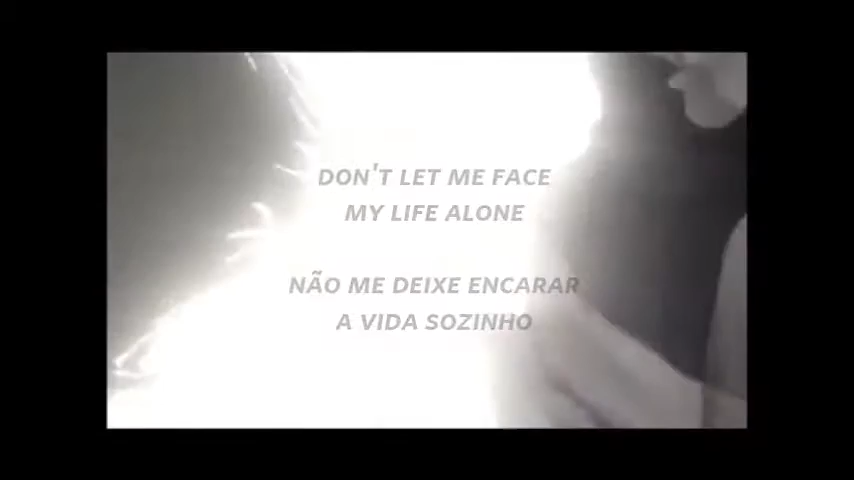 DON'T LET ME FACE
MY LIFE ALONE
NÃO ME DEIXE ENCARAR
A VIDA SOZINHO